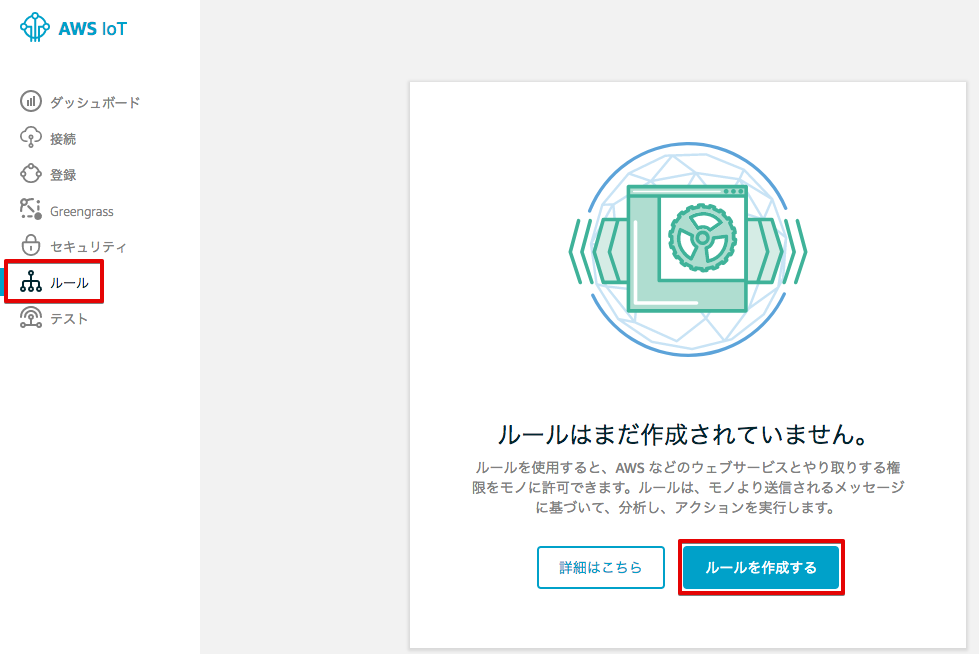 AWS IoT
ダッシュボード
接続
登録
Greengrass
セキュリティ
ルール
テスト
ルールはまだ作成されていません。
ルールを使用すると、AWS などのウェブサービスとやり取りする権
限をモノに許可できます。ルールは、モノより送信されるメッセージ
に基づいて、分析し、アクションを実行します。
詳細はこちら
ルールを作成する